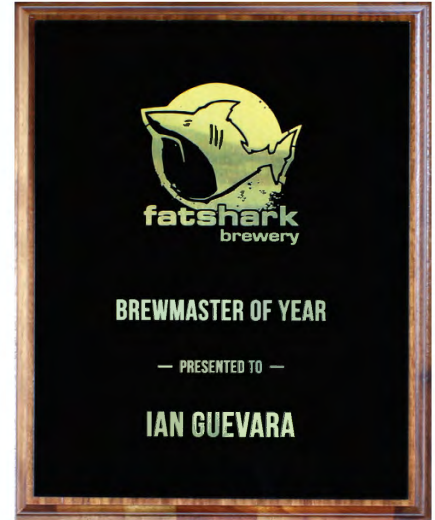 fatshark
brewery
BREWMASTER OF YEAR
— PRESENTED TO —
IAN GUEVARA